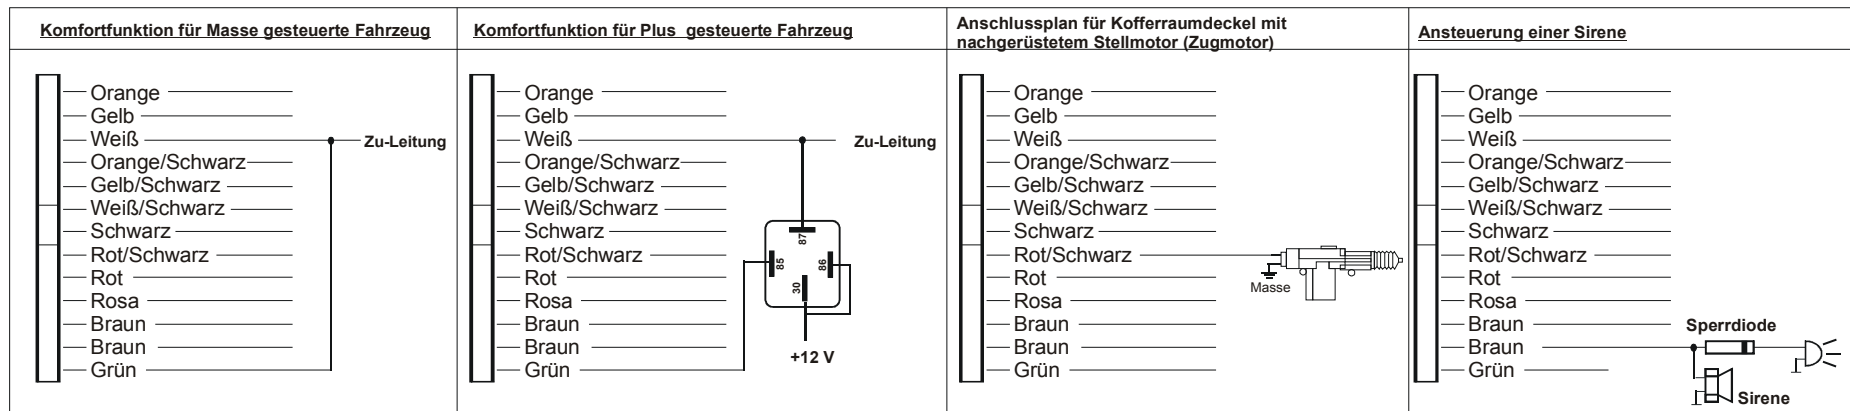 Komfortfunktion für Masse gesteuerte Fahrzeug
Orange
Gelb
Weiß
Zu-Leitung
Orange/Schwarz
Gelb/Schwarz
Weiß/Schwarz
Schwarz
Rot/Schwarz
Rot
Rosa
Braun
Braun
Grün
Komfortfunktion für Plus gesteuerte Fahrzeug
Orange
Gelb
Weiß
Zu-Leitung
Orange/Schwarz
Gelb/Schwarz
Weiß/Schwarz
Schwarz
Rot/Schwarz
Rot
Rosa
Braun
Braun
Grün
87
85
86
30
+12 V
Anschlussplan für Kofferraumdeckel mit
nachgerüstetem Stellmotor (Zugmotor)
Orange
Gelb
Weiß
Orange/Schwarz
Gelb/Schwarz
Weiß/Schwarz
Schwarz
Rot/Schwarz
Rot
Rosa
Braun
Braun
Grün
Masse
Ansteuerung einer Sirene
Orange
Gelb
Weiß
Orange/Schwarz
Gelb/Schwarz
Weiß/Schwarz
Schwarz
Rot/Schwarz
Rot
Rosa
Braun
Braun
Grün
Sperrdiode
Sirene